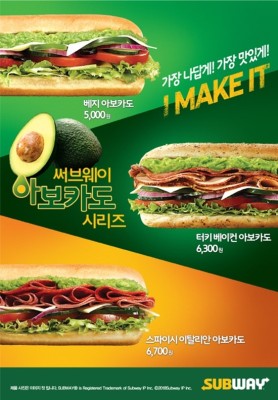 가장 나답게! 가장 맛있게!
I MAKE IT
베지 아보카도
5,000원
써브웨이
아보카도
시리즈
터키 베이컨 아보카도
6,300원
스파이시 이탈리안 아보카도
6,700원
SUBWAY